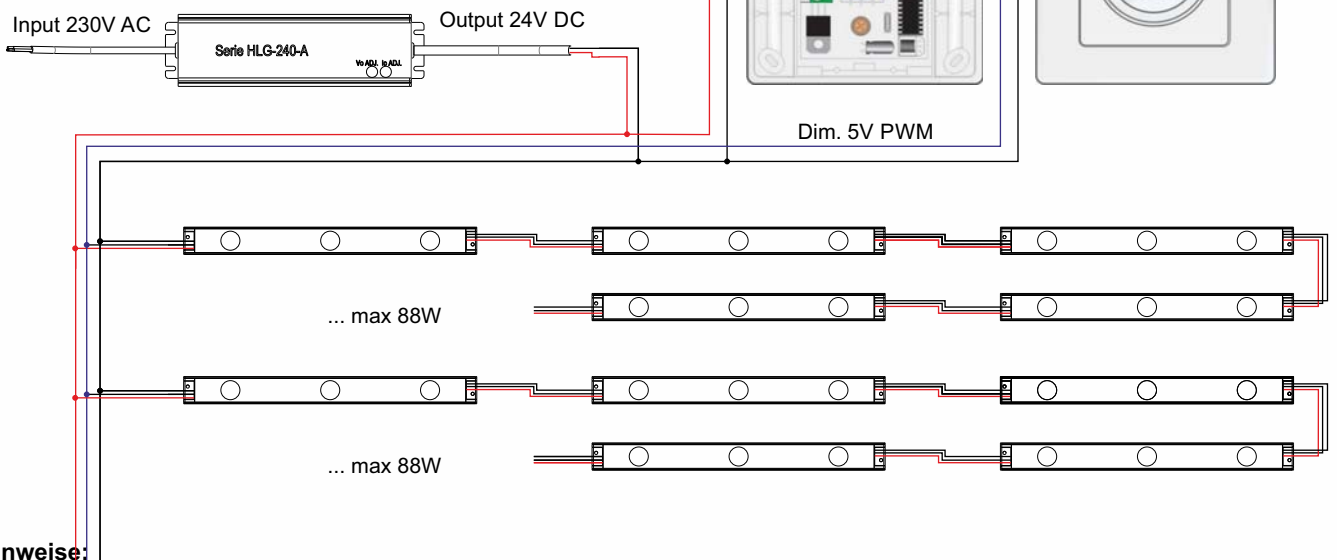 Input 230V AC
Output 24V DC
Serie HLG-240-A
Vo ADJ. Io ADJ.
Dim. 5V PWM
... max 88W
... max 88W
nweise: